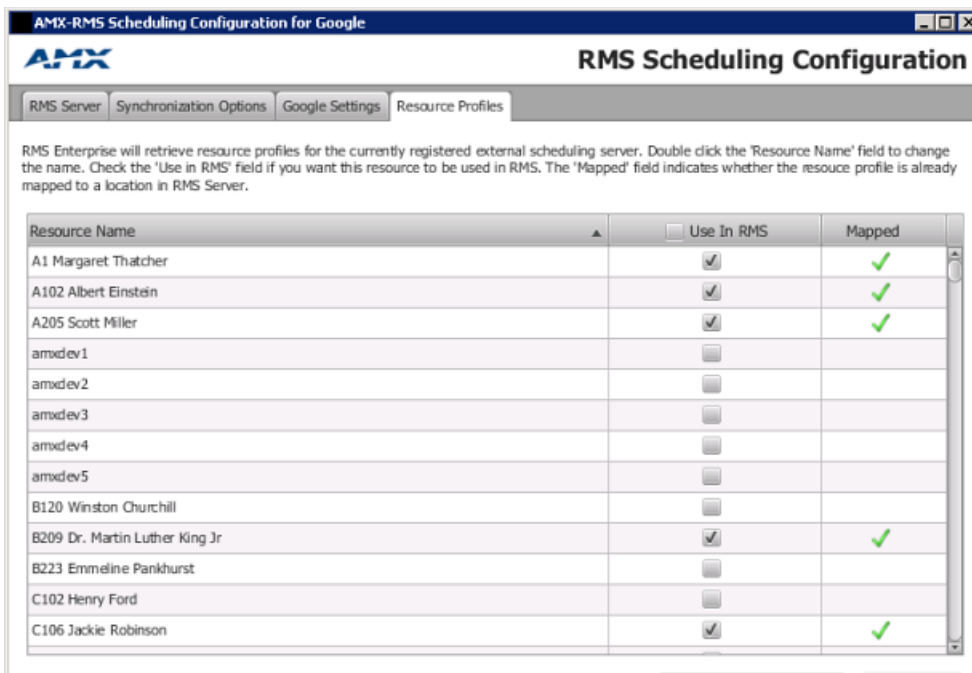 AMX-RMS Scheduling Configuration for Google
AMX
RMS Scheduling Configuration
RMS Server
Synchronization Options
Google Settings
Resource Profiles
RMS Enterprise will retrieve resource profiles for the currently registered external scheduling server. Double click the 'Resource Name' field to change
the name. Check the 'Use in RMS' field if you want this resource to be used in RMS. The 'Mapped' field indicates whether the resouce profile is already
mapped to a location in RMS Server.
Resource Name
Use In RMS
Mapped
A1 Margaret Thatcher
A102 Albert Einstein
A205 Scott Miller
amxdev1
amxdev2
amxdev3
amxdev4
amxdev5
B120 Winston Churchill
B209 Dr. Martin Luther King Jr
B223 Emmeline Pankhurst
C102 Henry Ford
C106 Jackie Robinson